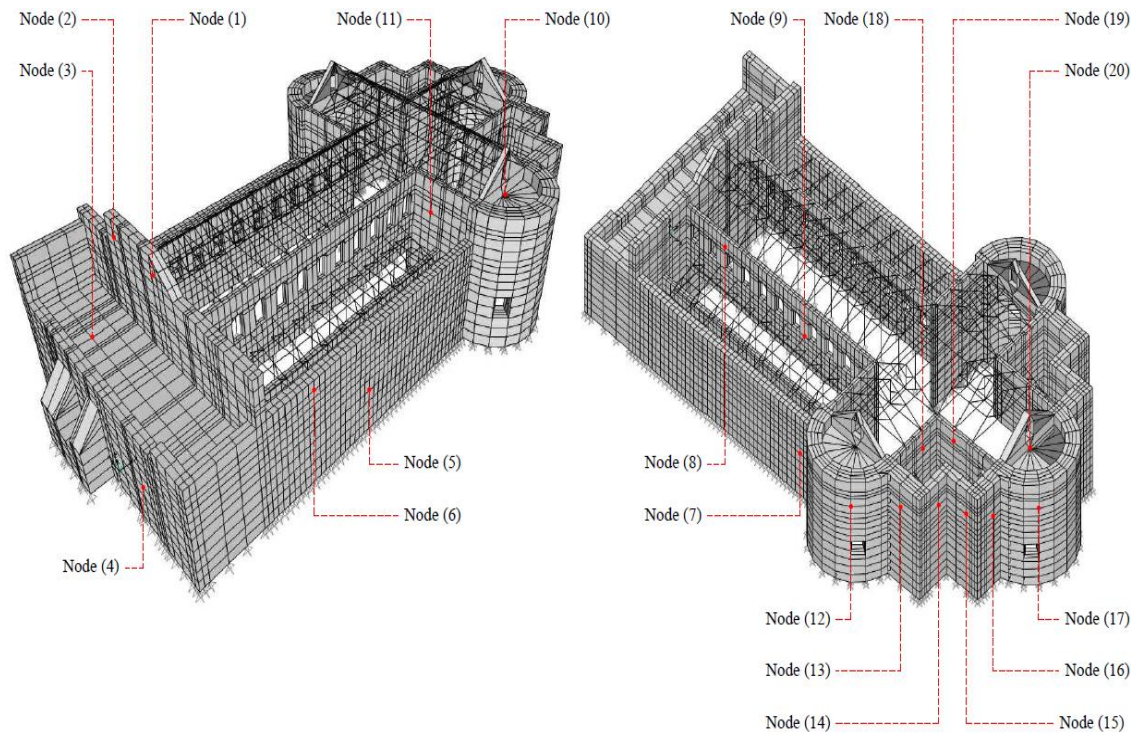 Node (2)
Node (1)
Node (11)
Node (10)
Node (9)
Node (18)
Node (19)
Node (3)
Node (20)
Node (5)
Node (8)
Node (6)
Node (7)
Node (4)
Node (12)
Node (17)
Node (13)
Node (16)
Node (14)
Node (15)